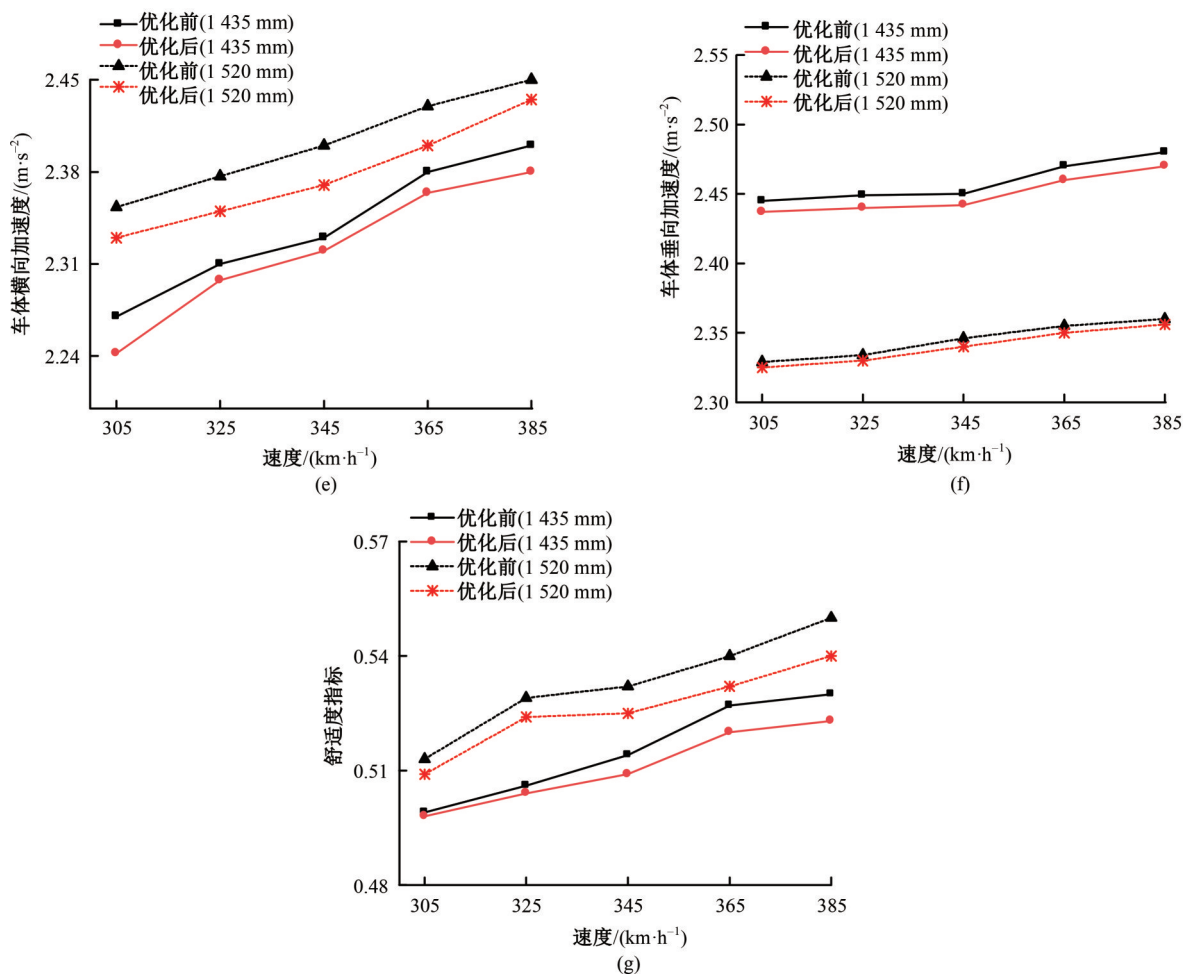 优化前(1 435 mm)
优化后(1 435 mm)
优化前(1 520 mm)
优化后(1 520 mm)
2.45
2.38
2.31
2.24
车体横向加速度/(m·s⁻²)
305 325 345 365 385
速度/(km·h⁻¹)
(e)
优化前(1 435 mm)
优化后(1 435 mm)
优化前(1 520 mm)
优化后(1 520 mm)
2.55
2.50
2.45
2.40
2.35
2.30
车体垂向加速度/(m·s⁻²)
305 325 345 365 385
速度/(km·h⁻¹)
(f)
优化前(1 435 mm)
优化后(1 435 mm)
优化前(1 520 mm)
优化后(1 520 mm)
0.57
0.54
0.51
0.48
舒适度指标
305 325 345 365 385
速度/(km·h⁻¹)
(g)